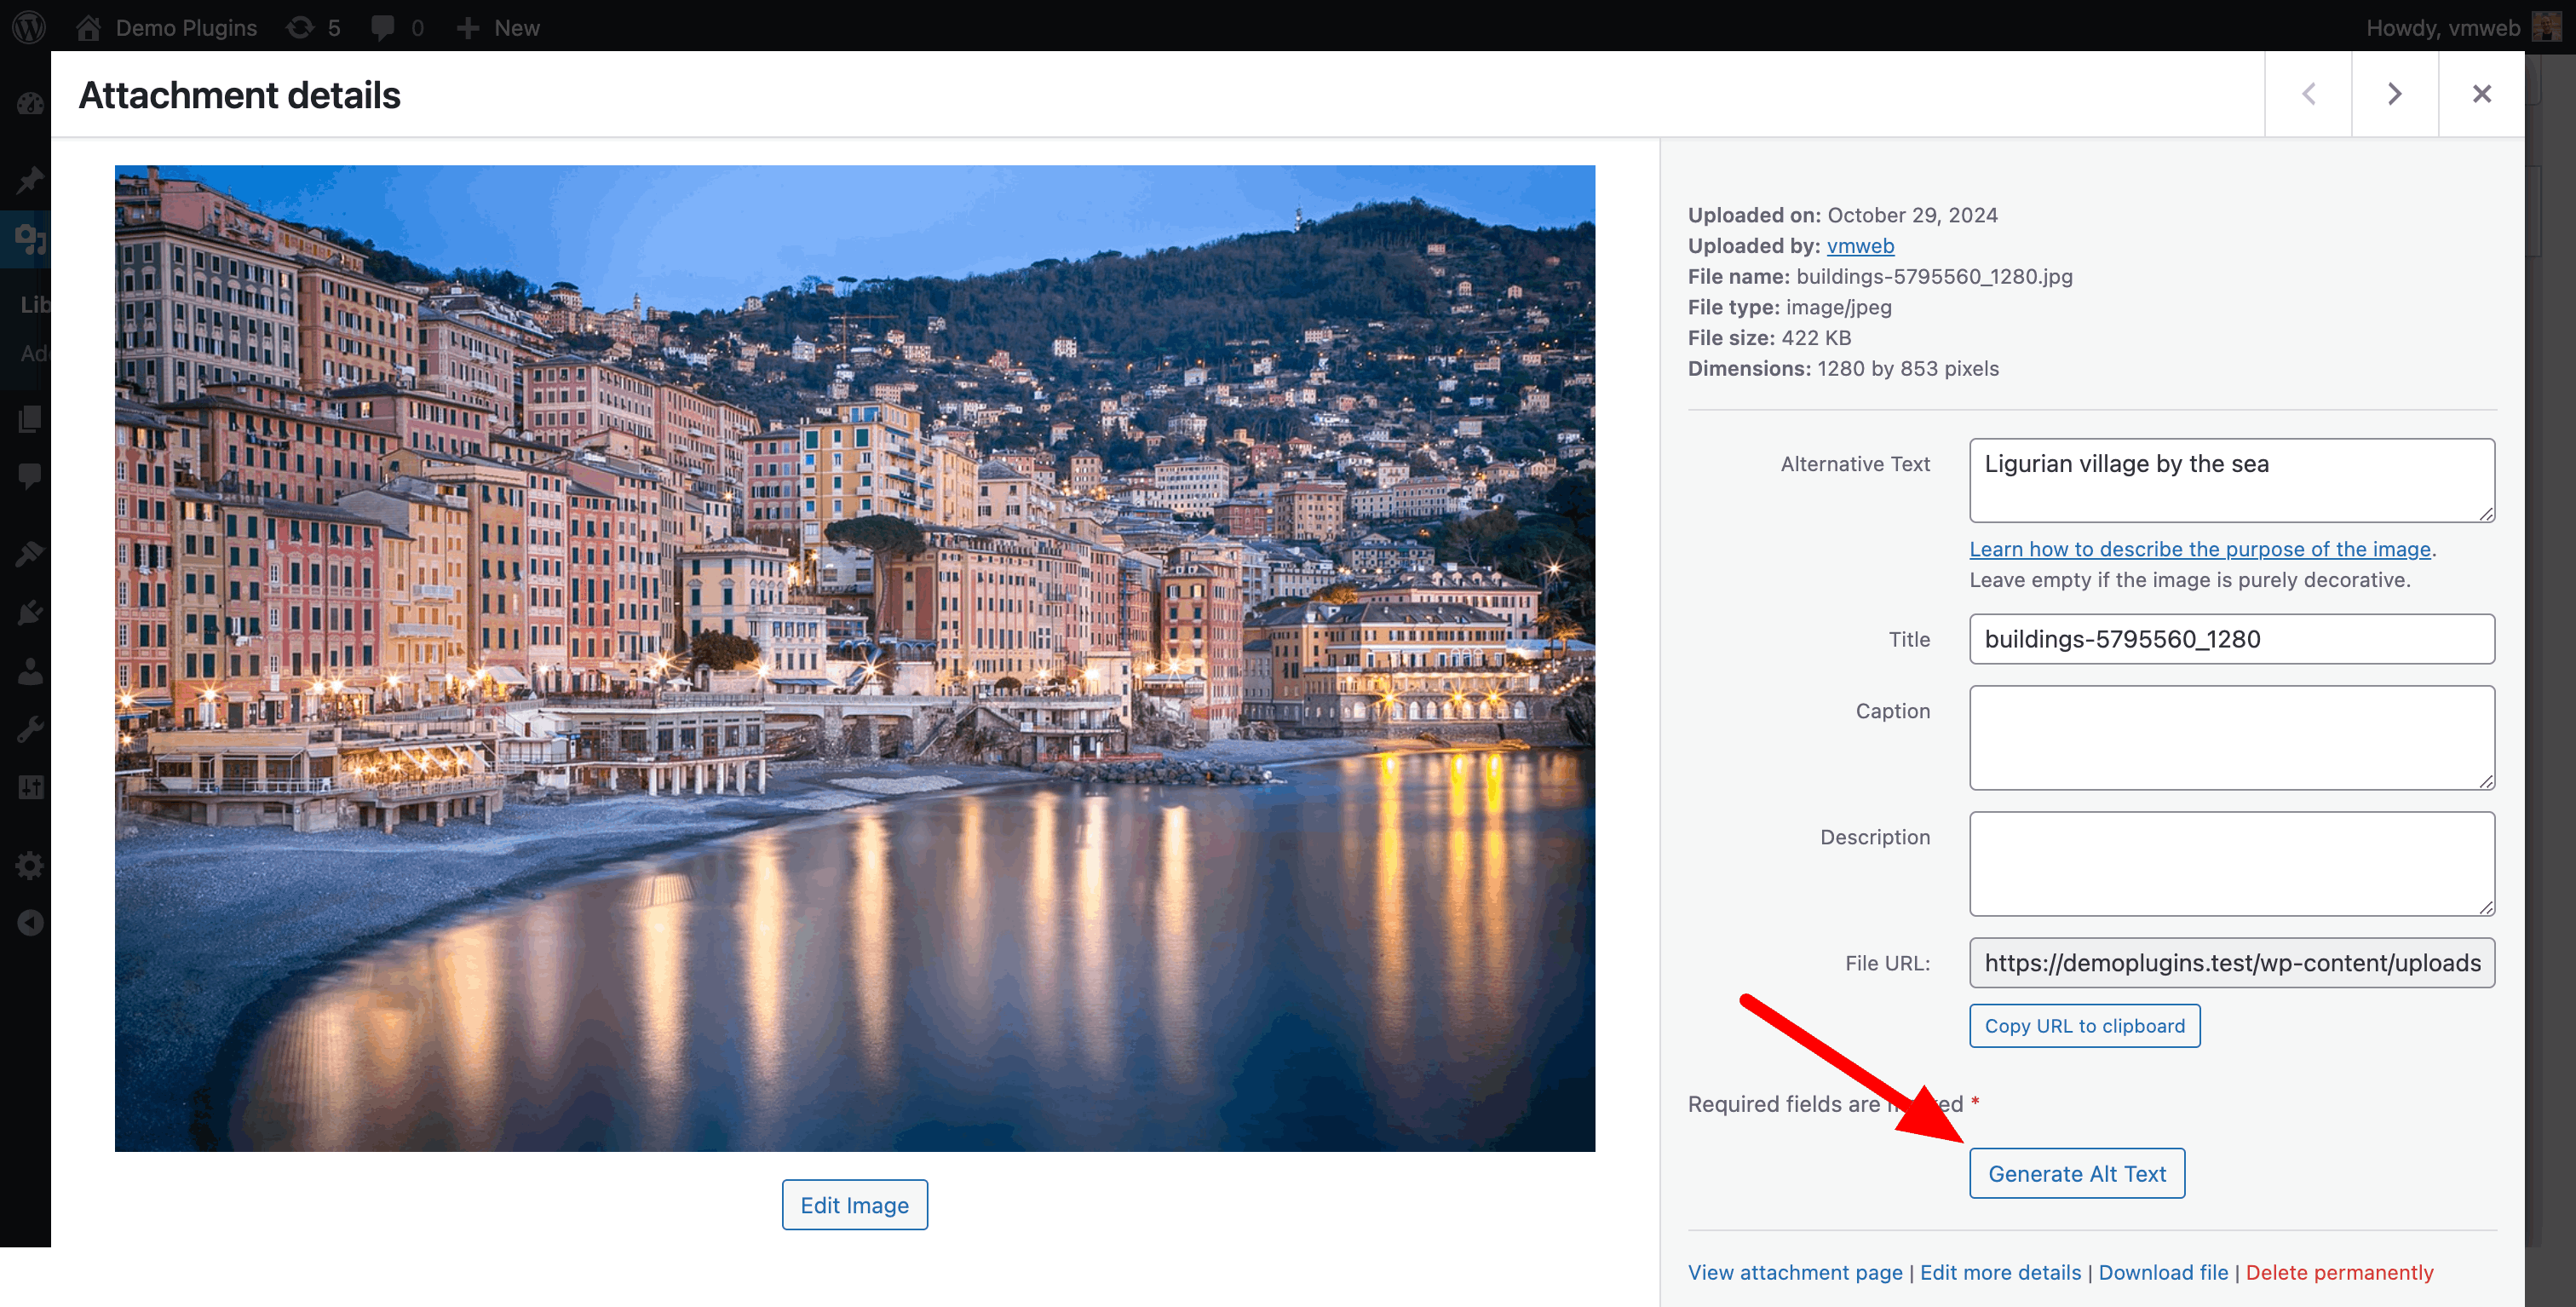 Demo Plugins 5 0 New Howdy, vmweb
Attachment details
Uploaded on: October 29, 2024
Uploaded by: vmweb
File name: buildings-5795560_1280.jpg
File type: image/jpeg
File size: 422 KB
Dimensions: 1280 by 853 pixels
Alternative Text Ligurian village by the sea
Learn how to describe the purpose of the image.
Leave empty if the image is purely decorative.
Title buildings-5795560_1280
Caption
Description
File URL: https://demoplugins.test/wp-content/uploads
Copy URL to clipboard
Required fields are *
Generate Alt Text
Edit Image
View attachment page | Edit more details | Download file | Delete permanently